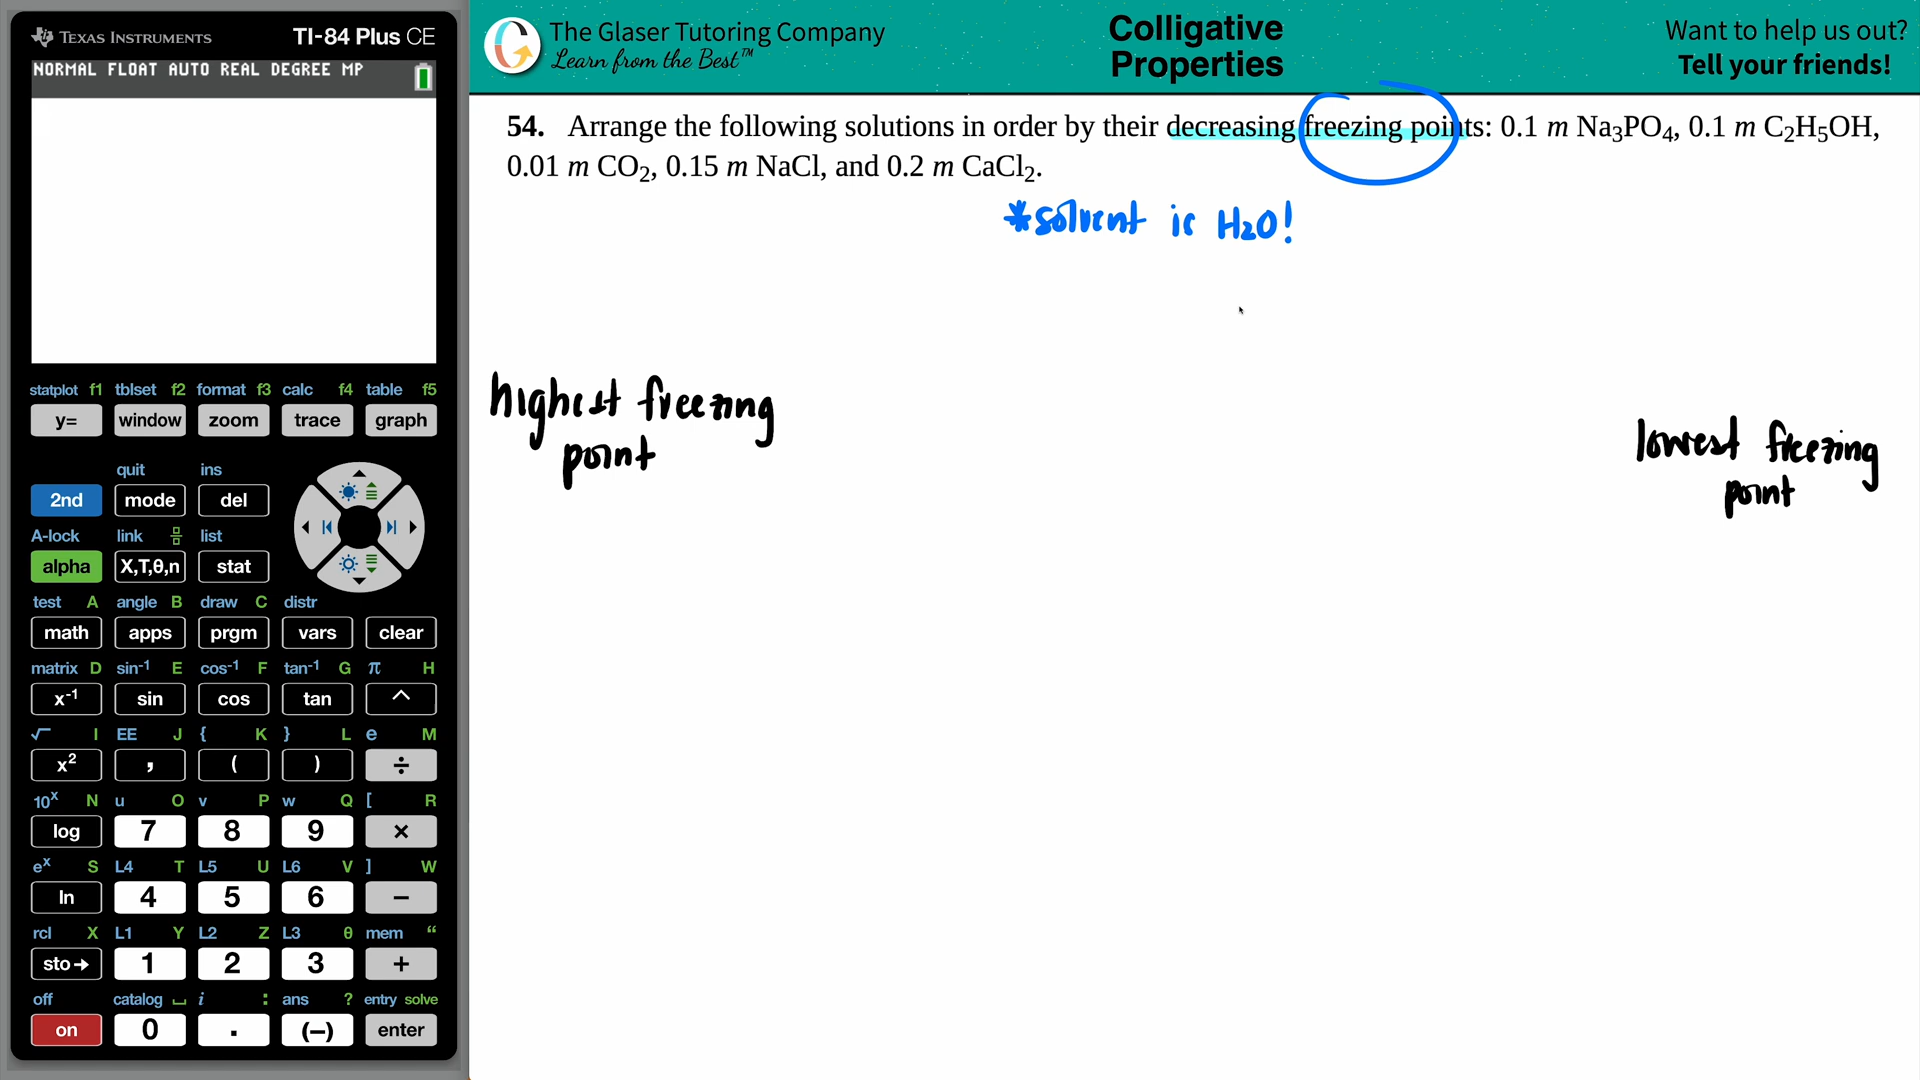 TEXAS INSTRUMENTS TI-84 Plus CE
NORMAL FLOAT AUTO REAL DEGREE MP
statplot f1 tblset f2 format f3 calc f4 table f5
y= window zoom trace graph
quit ins
2nd mode del
A-lock link list
alpha X,T,θ,n stat
test A angle B draw C distr
math apps prgm vars clear
matrix D sin⁻¹ E cos⁻¹ F tan⁻¹ G π H
x⁻¹ sin cos tan ^
√ I EE J { K } L e M
x² , ( ) ÷
10ˣ N u O v P w Q [ R
log 7 8 9 ×
eˣ S L4 T L5 U L6 V ] W
ln 4 5 6 −
rcl X L1 Y L2 Z L3 θ mem “
sto→ 1 2 3 +
off catalog ⎵ i : ans ? entry solve
on 0 . (−) enter
The Glaser Tutoring Company
Learn from the Best™
Colligative
Properties
Want to help us out?
Tell your friends!
54. Arrange the following solutions in order by their decreasing freezing points: 0.1 m Na₃PO₄, 0.1 m C₂H₅OH,
0.01 m CO₂, 0.15 m NaCl, and 0.2 m CaCl₂.
*solvent is H₂O!
highest freezing
point
lowest freezing
point